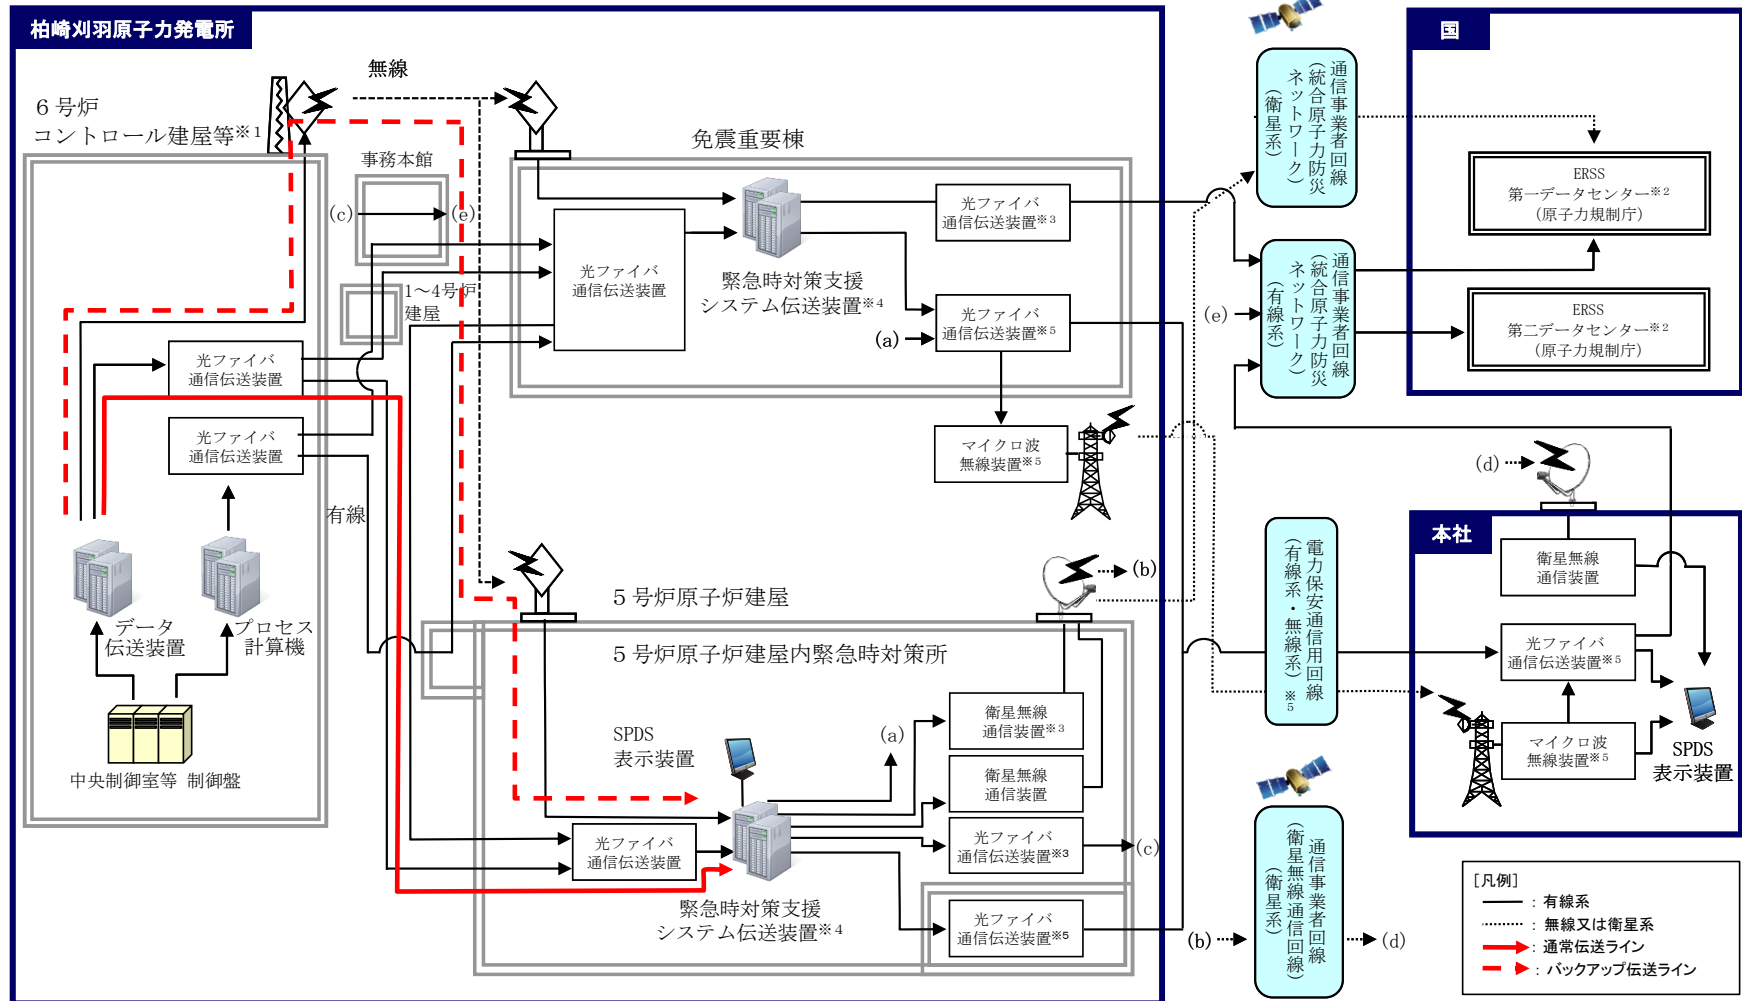 柏崎刈羽原子力発電所
無線
6号炉
コントロール建屋等※1
事務本館
(c)
(e)
1～4号炉
建屋
光ファイバ
通信伝送装置
光ファイバ
通信伝送装置
有線
データ
伝送装置
プロセス
計算機
中央制御室等 制御盤
免震重要棟
光ファイバ
通信伝送装置
緊急時対策支援
システム伝送装置※4
光ファイバ
通信伝送装置※3
光ファイバ
通信伝送装置※5
(a)
マイクロ波
無線装置※5
5号炉原子炉建屋
(b)
5号炉原子炉建屋内緊急時対策所
SPDS
表示装置
(a)
衛星無線
通信装置※3
衛星無線
通信装置
光ファイバ
通信伝送装置
光ファイバ
通信伝送装置※3
(c)
緊急時対策支援
システム伝送装置※4
光ファイバ
通信伝送装置※5
通信事業者回線
(統合原子力防災
ネットワーク)
(衛星系)
通信事業者回線
(統合原子力防災
ネットワーク)
(有線系)
(e)
電力保安通信用回線
(有線系・無線系)※5
通信事業者回線
(衛星無線通信回線)
(衛星系)
(b)
(d)
国
ERSS
第一データセンター※2
(原子力規制庁)
ERSS
第二データセンター※2
(原子力規制庁)
(d)
本社
衛星無線
通信装置
光ファイバ
通信伝送装置※5
マイクロ波
無線装置※5
SPDS
表示装置
[凡例]
：有線系
：無線又は衛星系
：通常伝送ライン
：バックアップ伝送ライン